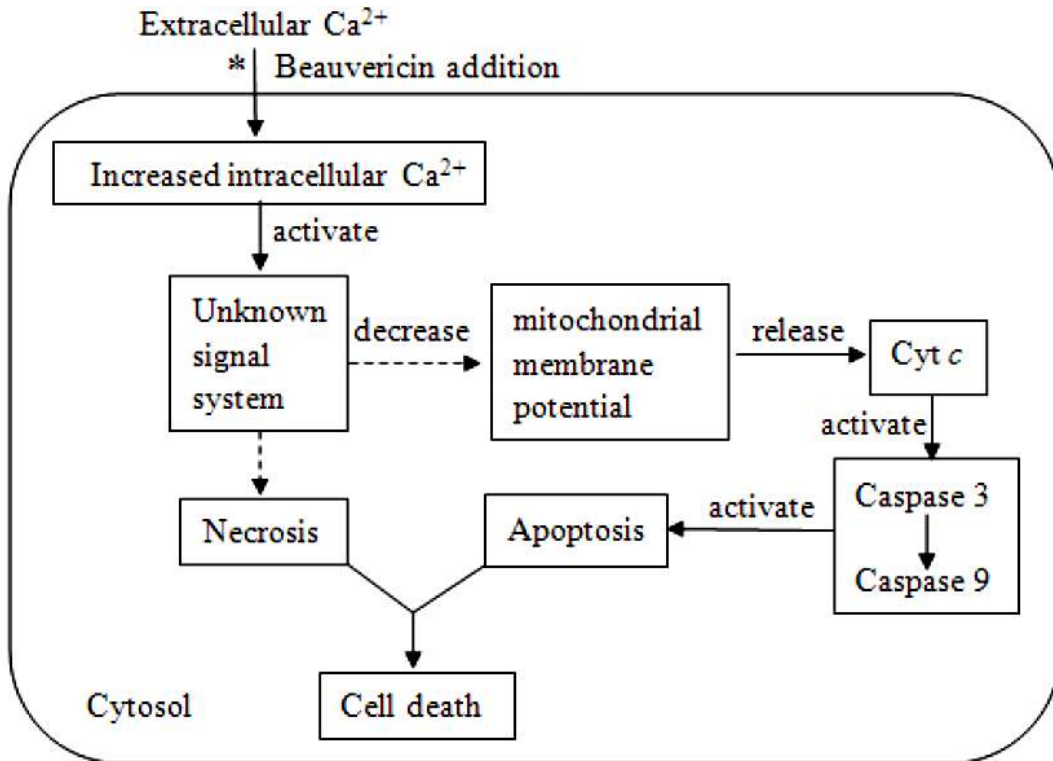 Extracellular Ca²⁺
* Beauvericin addition
Increased intracellular Ca²⁺
activate
Unknown
signal
system
decrease
mitochondrial
membrane
potential
release
Cyt c
activate
Caspase 3
Caspase 9
activate
Apoptosis
Necrosis
Cell death
Cytosol